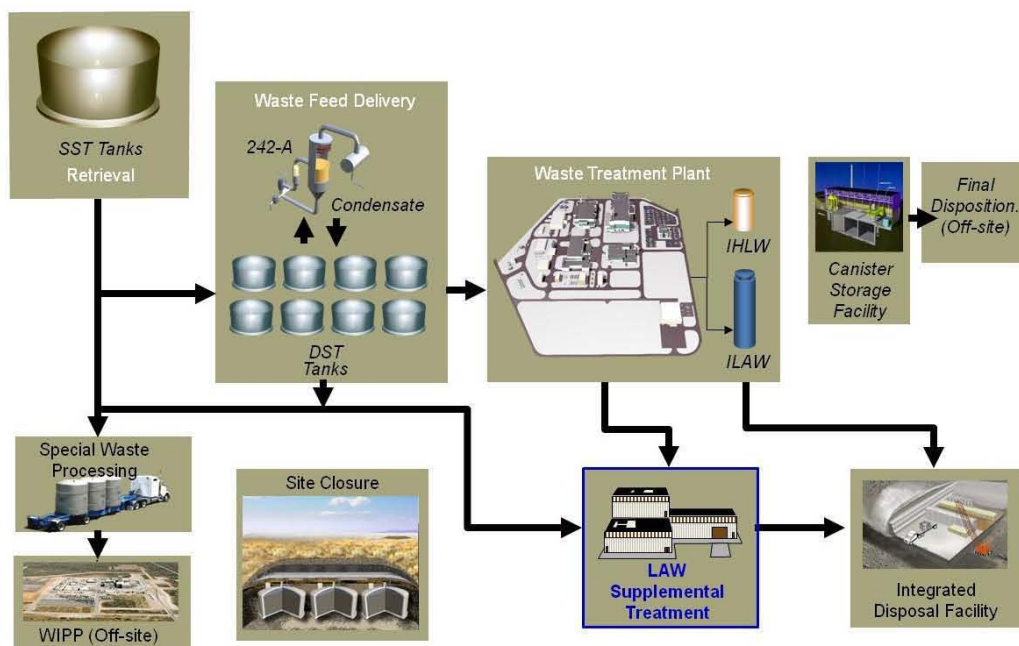 SST Tanks
Retrieval
Waste Feed Delivery
242-A
Condensate
DST
Tanks
Waste Treatment Plant
IHLW
ILAW
Canister
Storage
Facility
Final
Disposition.
(Off-site)
Special Waste
Processing
WIPP (Off-site)
Site Closure
LAW
Supplemental
Treatment
Integrated
Disposal Facility